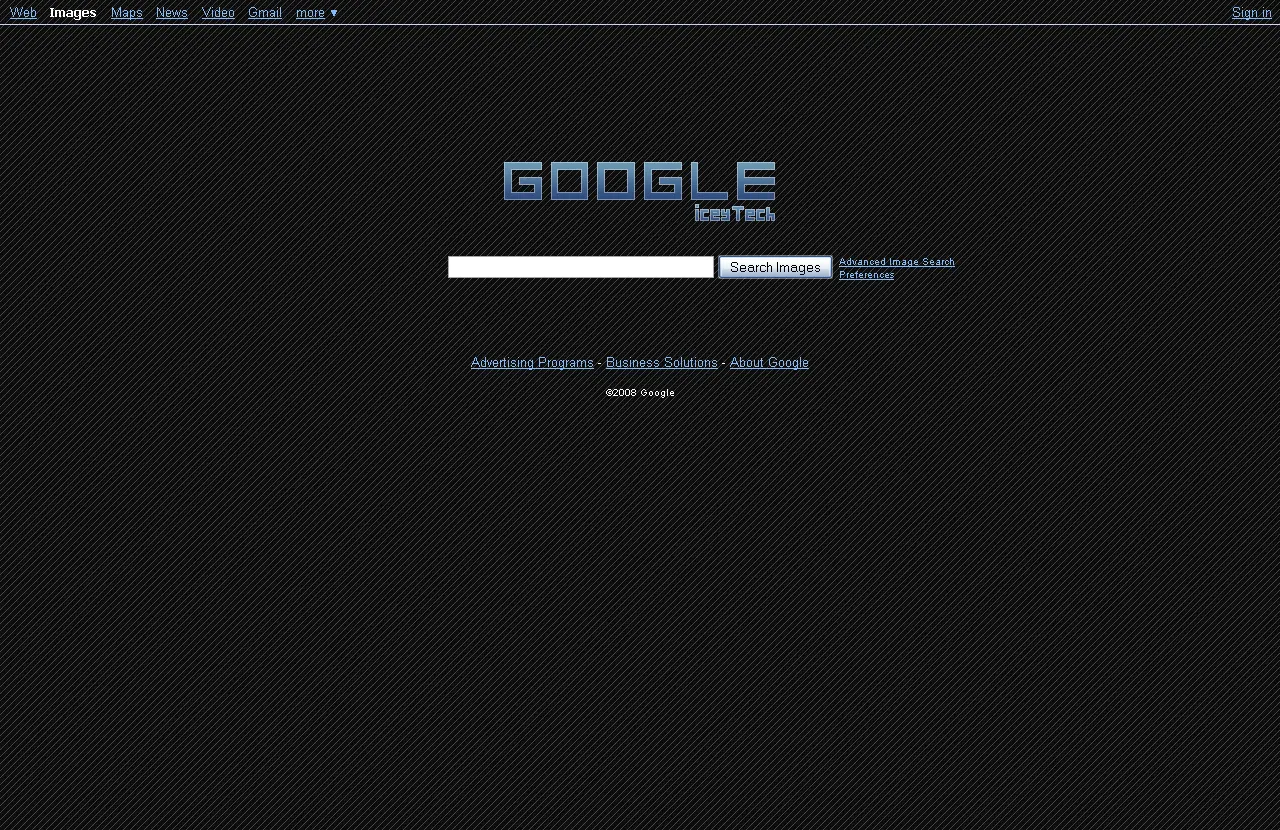 Web Images Maps News Video Gmail more ▼ Sign in
GOOGLE
iceyTech
Search Images
Advanced Image Search
Preferences
Advertising Programs - Business Solutions - About Google
©2008 Google